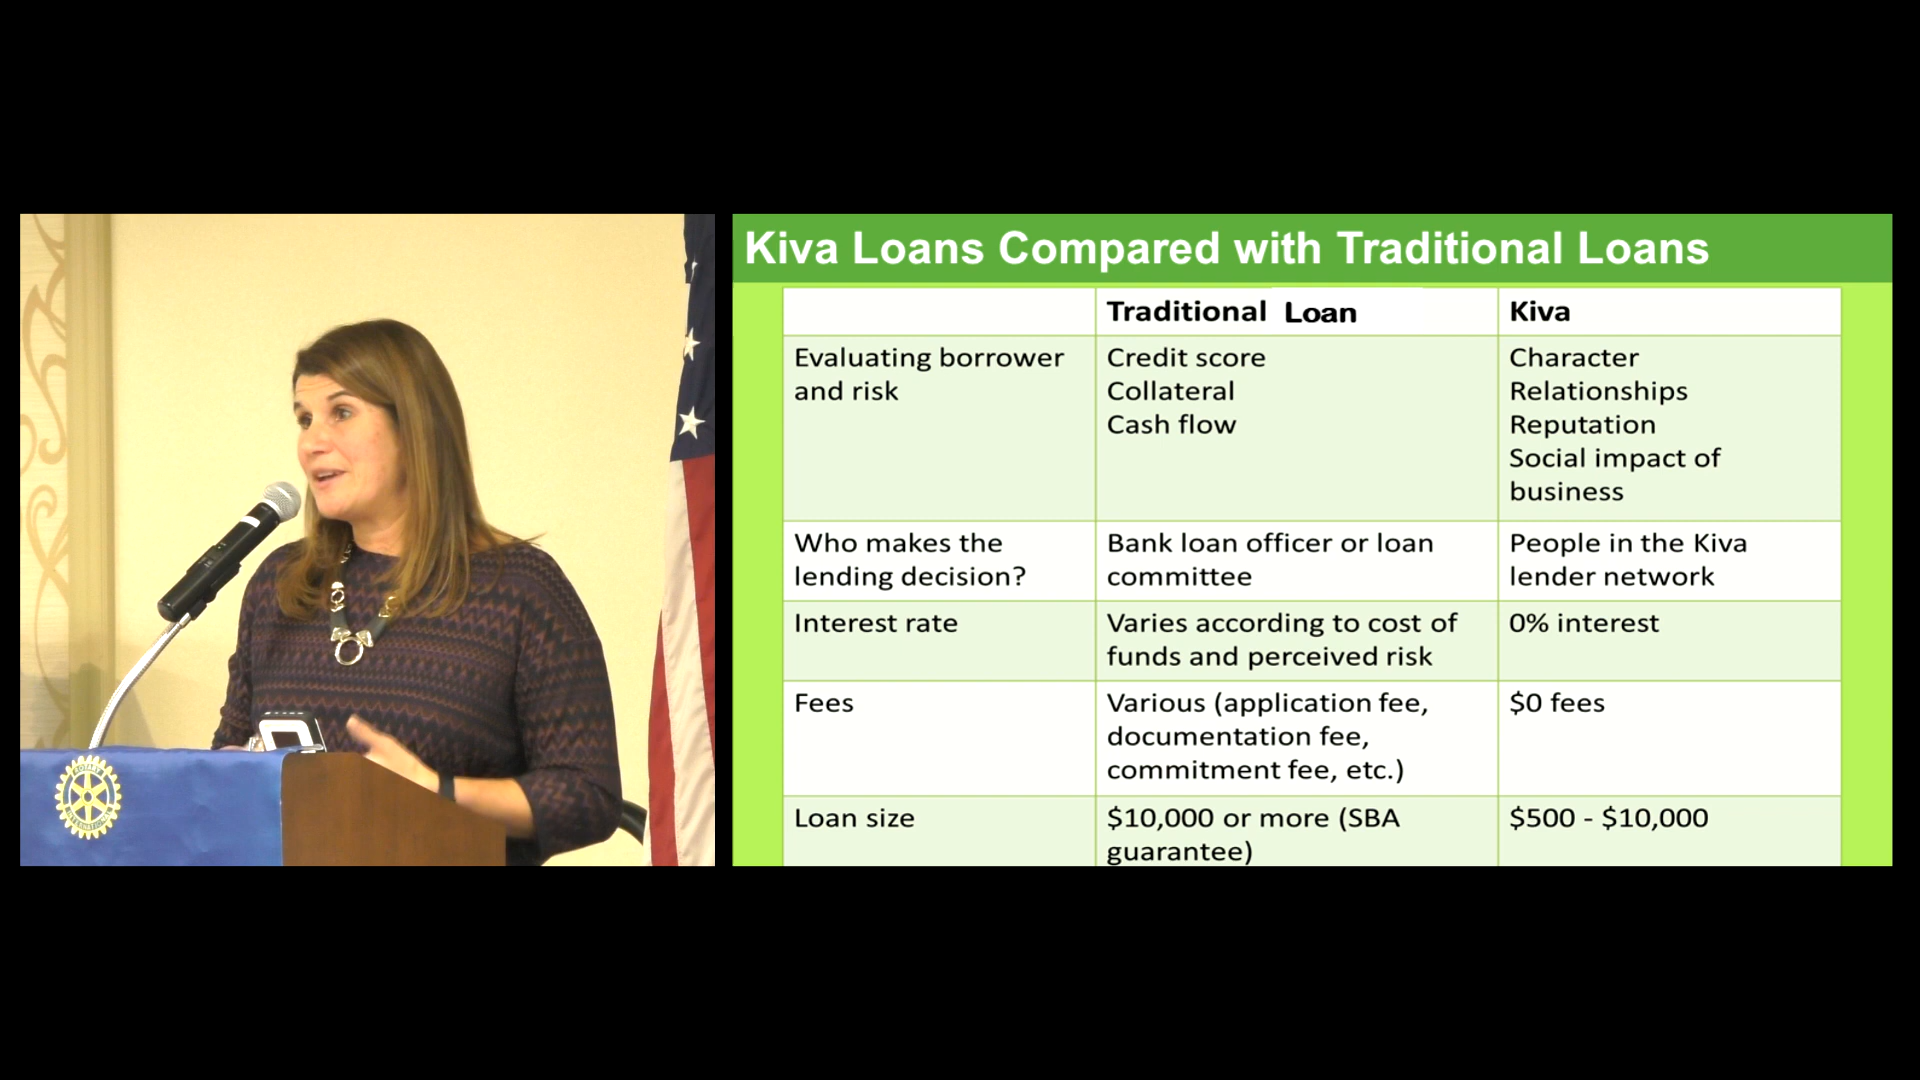 Kiva Loans Compared with Traditional Loans
Traditional Loan
Kiva
Evaluating borrower
and risk
Credit score
Collateral
Cash flow
Character
Relationships
Reputation
Social impact of
business
Who makes the
lending decision?
Bank loan officer or loan
committee
People in the Kiva
lender network
Interest rate
Varies according to cost of
funds and perceived risk
0% interest
Fees
Various (application fee,
documentation fee,
commitment fee, etc.)
$0 fees
Loan size
$10,000 or more (SBA
guarantee)
$500 - $10,000
ROTARY
INTERNATIONAL